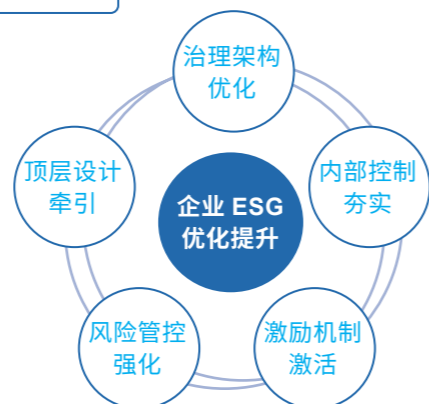 治理架构
优化
顶层设计
牵引
内部控制
夯实
企业 ESG
优化提升
风险管控
强化
激励机制
激活